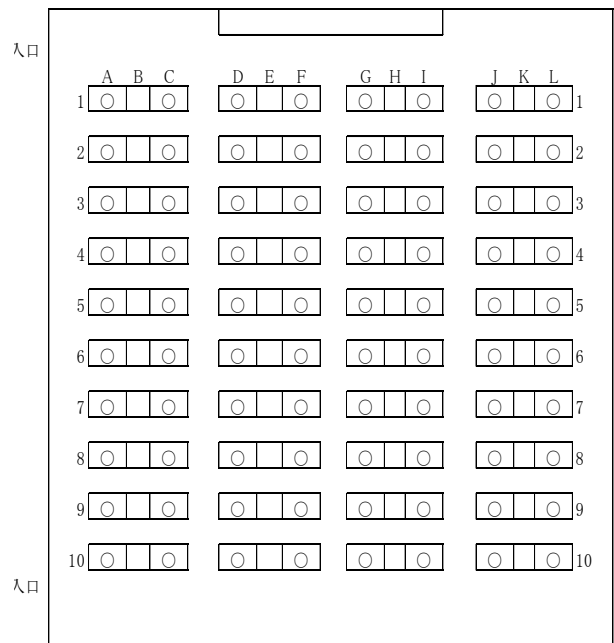 入口
A B C D E F G H I J K L
1 ○ ○ ○ ○ ○ ○ ○ ○ 1
2 ○ ○ ○ ○ ○ ○ ○ ○ 2
3 ○ ○ ○ ○ ○ ○ ○ ○ 3
4 ○ ○ ○ ○ ○ ○ ○ ○ 4
5 ○ ○ ○ ○ ○ ○ ○ ○ 5
6 ○ ○ ○ ○ ○ ○ ○ ○ 6
7 ○ ○ ○ ○ ○ ○ ○ ○ 7
8 ○ ○ ○ ○ ○ ○ ○ ○ 8
9 ○ ○ ○ ○ ○ ○ ○ ○ 9
10 ○ ○ ○ ○ ○ ○ ○ ○ 10
入口